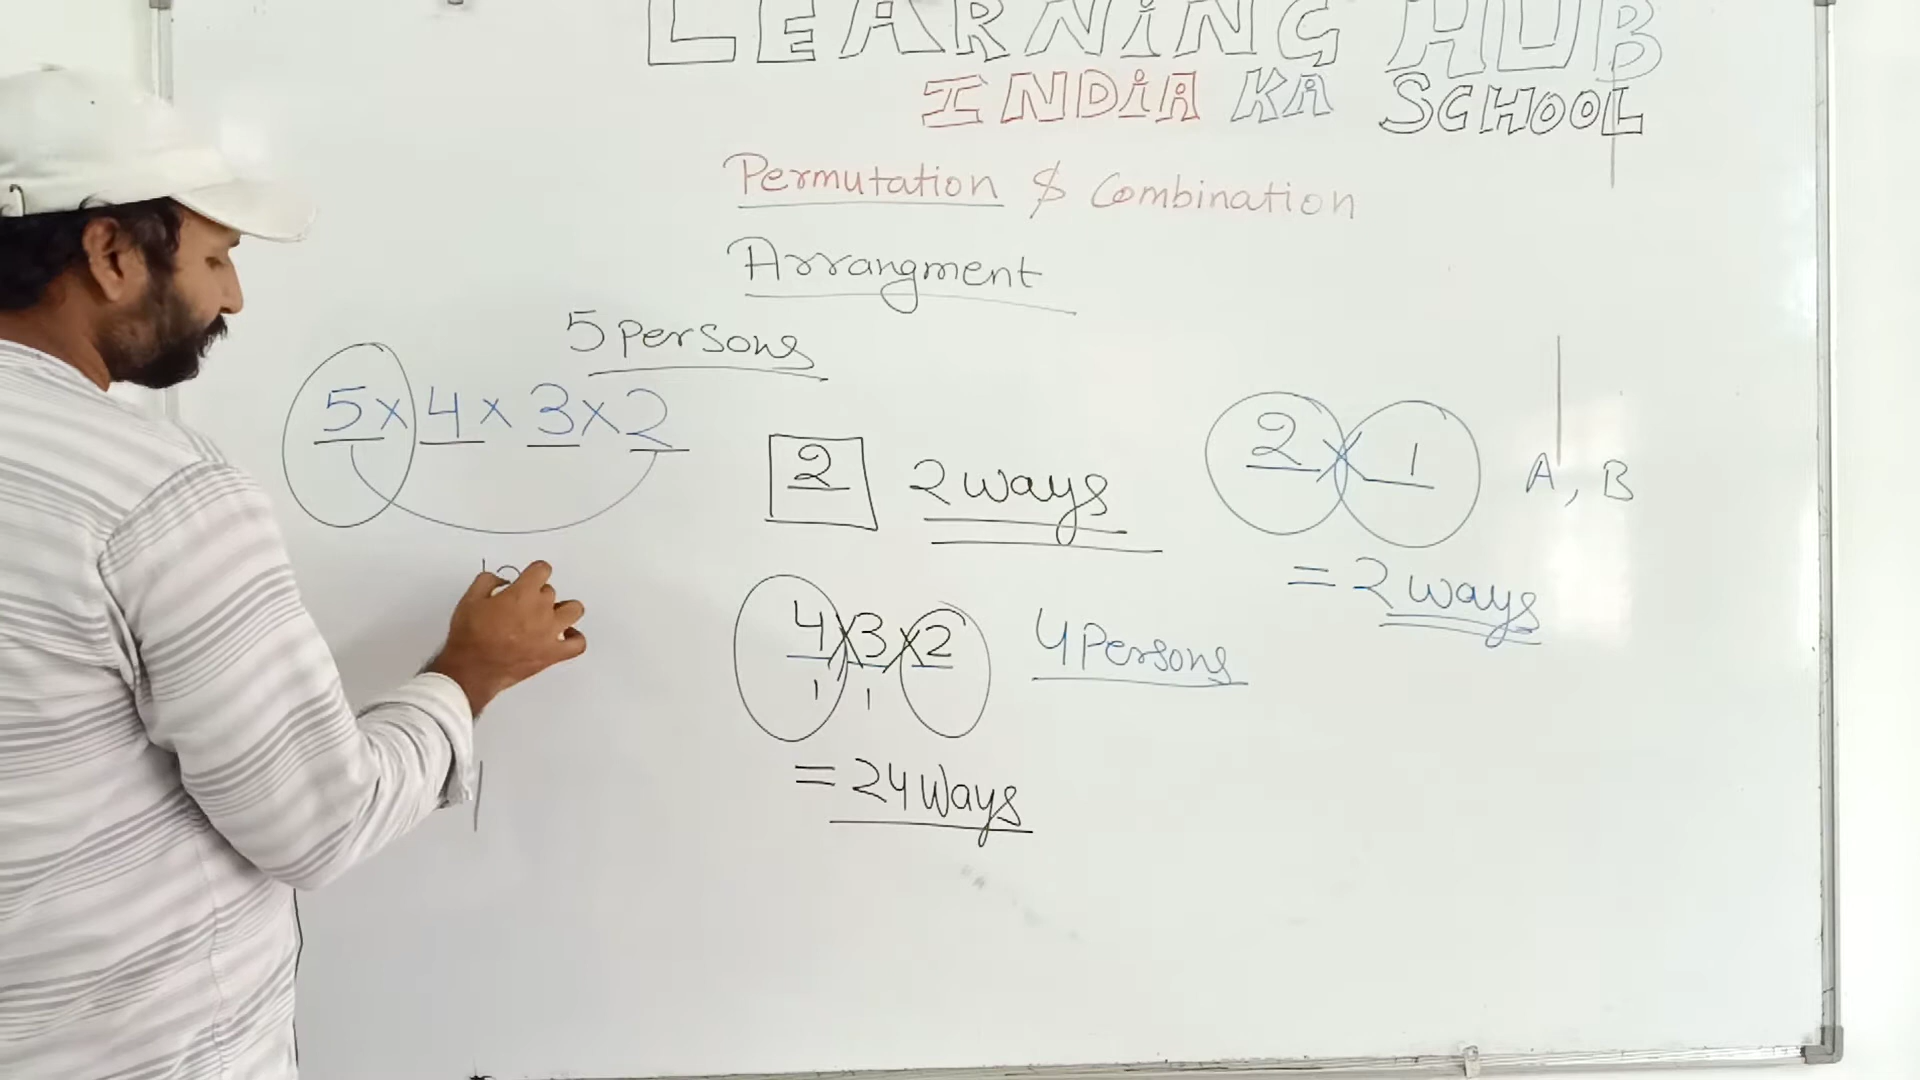 LEARNING HUB
INDIA KA SCHOOL
Permutation & Combination
Arrangment
5 Persons
5 x 4 x 3 x 2
2 2 ways
2 x 1 A, B
= 2 ways
4 x 3 x 2 4 Persons
1 1
= 24 Ways